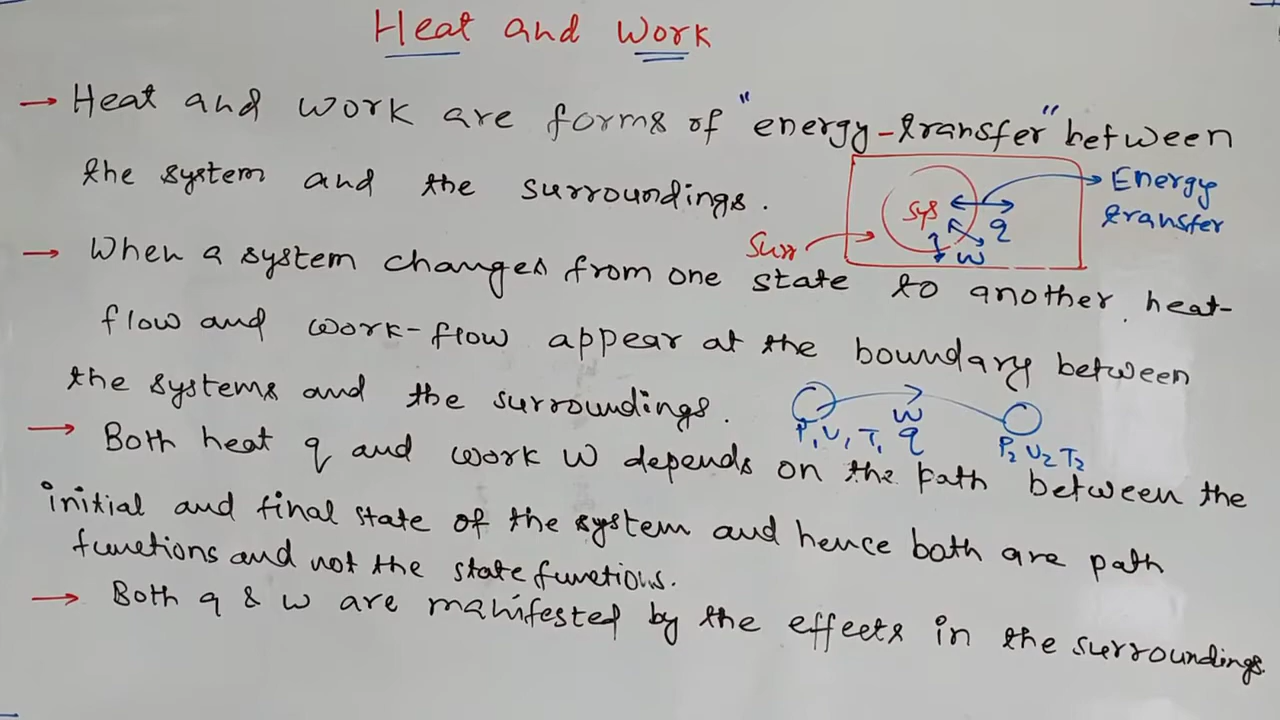 Heat and Work
→ Heat and work are forms of "energy-transfer" between
the system and the surroundings.
Sys
q
w
Surr
Energy
transfer
→ When a system changes from one state to another, heat-
flow and work-flow appear at the boundary between
the systems and the surroundings.
P₁ V₁ T₁
w
q
P₂ V₂ T₂
→ Both heat q and work w depends on the path between the
initial and final state of the system and hence both are path
functions and not the state functions.
→ Both q & w are manifested by the effects in the surroundings.